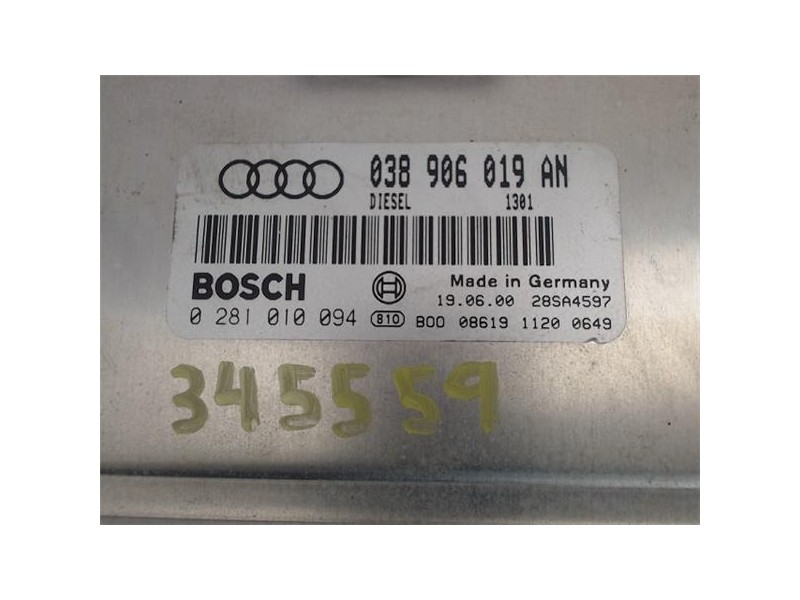 038 906 019 AN
DIESEL 1301
BOSCH Made in Germany
19.06.00 28SA4597
0 281 010 094 810 B00 08619 1120 0649
345559